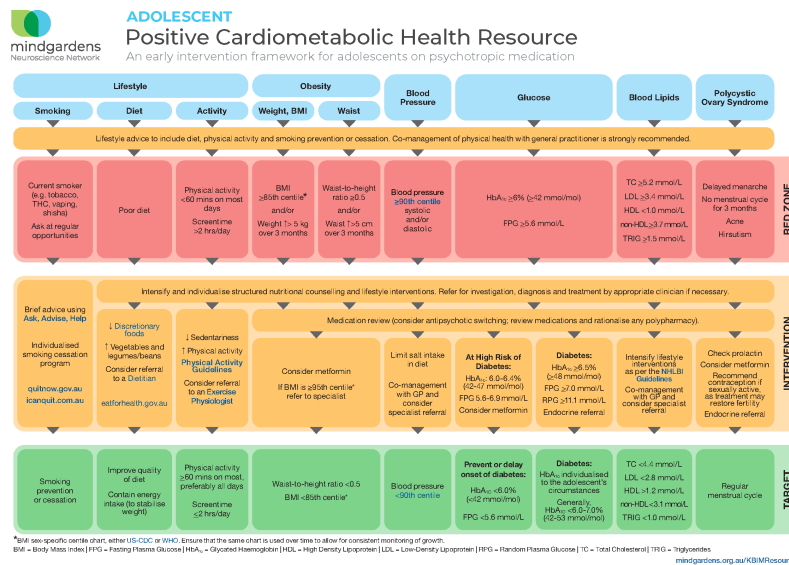 mindgardens
Neuroscience Network
ADOLESCENT
Positive Cardiometabolic Health Resource
An early intervention framework for adolescents on psychotropic medication
Lifestyle
Obesity
Blood
Pressure
Glucose
Blood Lipids
Polycystic
Ovary Syndrome
Smoking
Diet
Activity
Weight, BMI
Waist
Lifestyle advice to include diet, physical activity and smoking prevention or cessation. Co-management of physical health with general practitioner is strongly recommended.
Current smoker
(e.g. tobacco,
THC, vaping,
shisha)
Ask at regular
opportunities
Poor diet
Physical activity
<60 mins on most
days
Screentime
>2 hrs/day
BMI
≥85th centile*
and/or
Weight ↑> 5 kg
over 3 months
Waist-to-height
ratio ≥0.5
and/or
Waist ↑>5 cm
over 3 months
Blood pressure
≥90th centile
systolic
and/or
diastolic
HbA₁c ≥6% (≥42 mmol/mol)
FPG ≥5.6 mmol/L
TC ≥5.2 mmol/L
LDL ≥3.4 mmol/L
HDL <1.0 mmol/L
non-HDL≥3.7 mmol/L
TRIG ≥1.5 mmol/L
Delayed menarche
No menstrual cycle
for 3 months
Acne
Hirsutism
RED ZONE
Intensify and individualise structured nutritional counselling and lifestyle interventions. Refer for investigation, diagnosis and treatment by appropriate clinician if necessary.
Medication review (consider antipsychotic switching; review medications and rationalise any polypharmacy).
Brief advice using
Ask, Advise, Help
Individualised
smoking cessation
program
quitnow.gov.au
icanquit.com.au
↓ Discretionary
foods
↑ Vegetables and
legumes/beans
Consider referral
to a Dietitian
eatforhealth.gov.au
↓ Sedentariness
↑ Physical activity
Physical Activity
Guidelines
Consider referral
to an Exercise
Physiologist
Consider metformin
If BMI is ≥95th centile*
refer to specialist
Limit salt intake
in diet
Co-management
with GP and
consider
specialist referral
At High Risk of
Diabetes:
HbA₁c: 6.0-6.4%
(42-47 mmol/mol)
FPG 5.6-6.9 mmol/L
Consider metformin
Diabetes:
HbA₁c ≥6.5%
(≥48 mmol/mol)
FPG ≥7.0 mmol/L
RPG ≥11.1 mmol/L
Endocrine referral
Intensify lifestyle
interventions
as per the NHLBI
Guidelines
Co-management
with GP and
consider specialist
referral
Check prolactin
Consider metformin
Recommend
contraception if
sexually active,
as treatment may
restore fertility
Endocrine referral
INTERVENTION
Smoking
prevention
or cessation
Improve quality
of diet
Contain energy
intake (to stabilise
weight)
Physical activity
≥60 mins on most,
preferably all days
Screentime
≤2 hrs/day
Waist-to-height ratio <0.5
BMI <85th centile*
Blood pressure
<90th centile
Prevent or delay
onset of diabetes:
HbA₁c <6.0%
(<42 mmol/mol)
FPG <5.6 mmol/L
Diabetes:
HbA₁c individualised
to the adolescent's
circumstances
Generally,
HbA₁c <6.0-7.0%
(42-53 mmol/mol)
TC <4.4 mmol/L
LDL <2.8 mmol/L
HDL >1.2 mmol/L
non-HDL<3.1 mmol/L
TRIG <1.0 mmol/L
Regular
menstrual cycle
TARGET
*BMI sex-specific centile chart, either US-CDC or WHO. Ensure that the same chart is used over time to allow for consistent monitoring of growth.
BMI = Body Mass Index | FPG = Fasting Plasma Glucose | HbA₁c = Glycated Haemoglobin | HDL = High Density Lipoprotein | LDL = Low-Density Lipoprotein | RPG = Random Plasma Glucose | TC = Total Cholesterol | TRIG = Triglycerides
mindgardens.org.au/KBIMResour